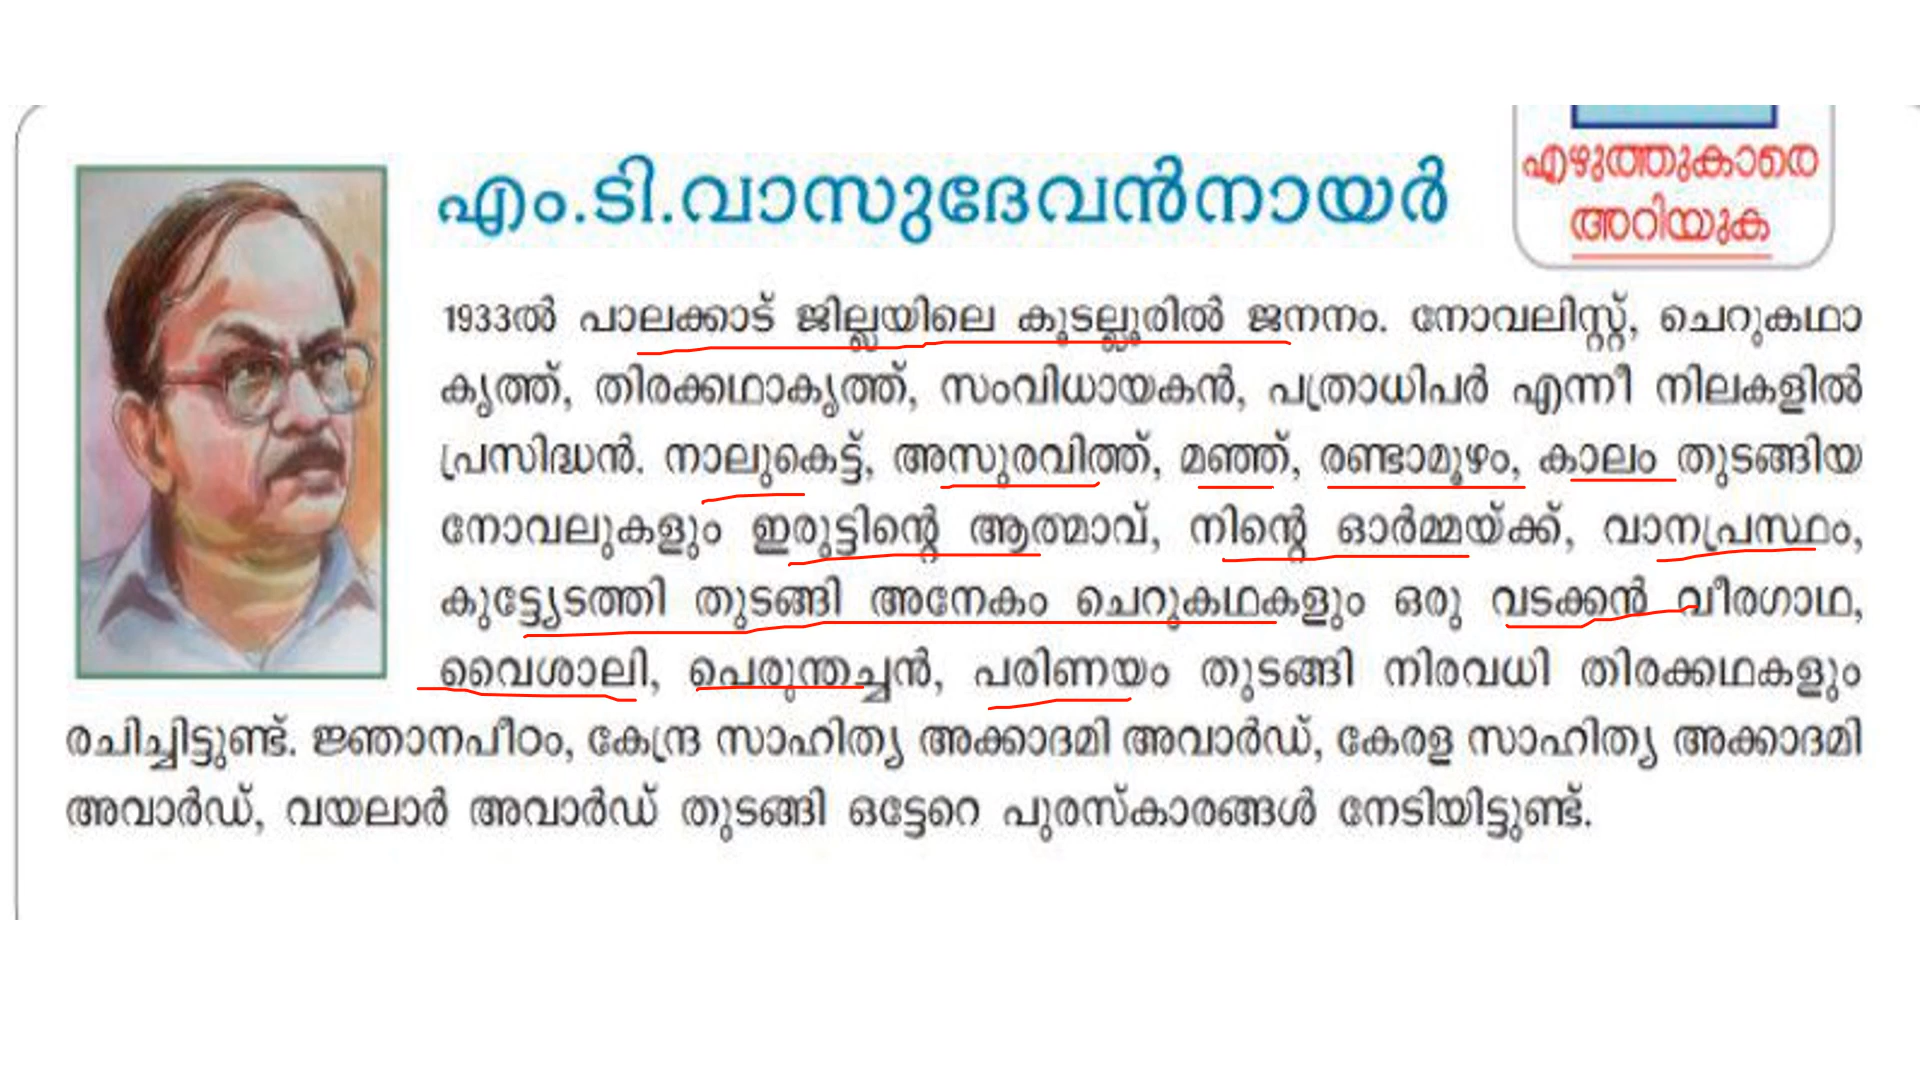 എം.ടി.വാസുദേവൻനായർ
എഴുത്തുകാരെ
അറിയുക
1933ൽ പാലക്കാട് ജില്ലയിലെ കൂടല്ലൂരിൽ ജനനം. നോവലിസ്റ്റ്, ചെറുകഥാ
കൃത്ത്, തിരക്കഥാകൃത്ത്, സംവിധായകൻ, പത്രാധിപർ എന്നീ നിലകളിൽ
പ്രസിദ്ധൻ. നാലുകെട്ട്, അസുരവിത്ത്, മഞ്ഞ്, രണ്ടാമൂഴം, കാലം തുടങ്ങിയ
നോവലുകളും ഇരുട്ടിന്റെ ആത്മാവ്, നിന്റെ ഓർമ്മയ്ക്ക്, വാനപ്രസ്ഥം,
കുട്ട്യേടത്തി തുടങ്ങി അനേകം ചെറുകഥകളും ഒരു വടക്കൻ വീരഗാഥ,
വൈശാലി, പെരുന്തച്ചൻ, പരിണയം തുടങ്ങി നിരവധി തിരക്കഥകളും
രചിച്ചിട്ടുണ്ട്. ജ്ഞാനപീഠം, കേന്ദ്ര സാഹിത്യ അക്കാദമി അവാർഡ്, കേരള സാഹിത്യ അക്കാദമി
അവാർഡ്, വയലാർ അവാർഡ് തുടങ്ങി ഒട്ടേറെ പുരസ്കാരങ്ങൾ നേടിയിട്ടുണ്ട്.